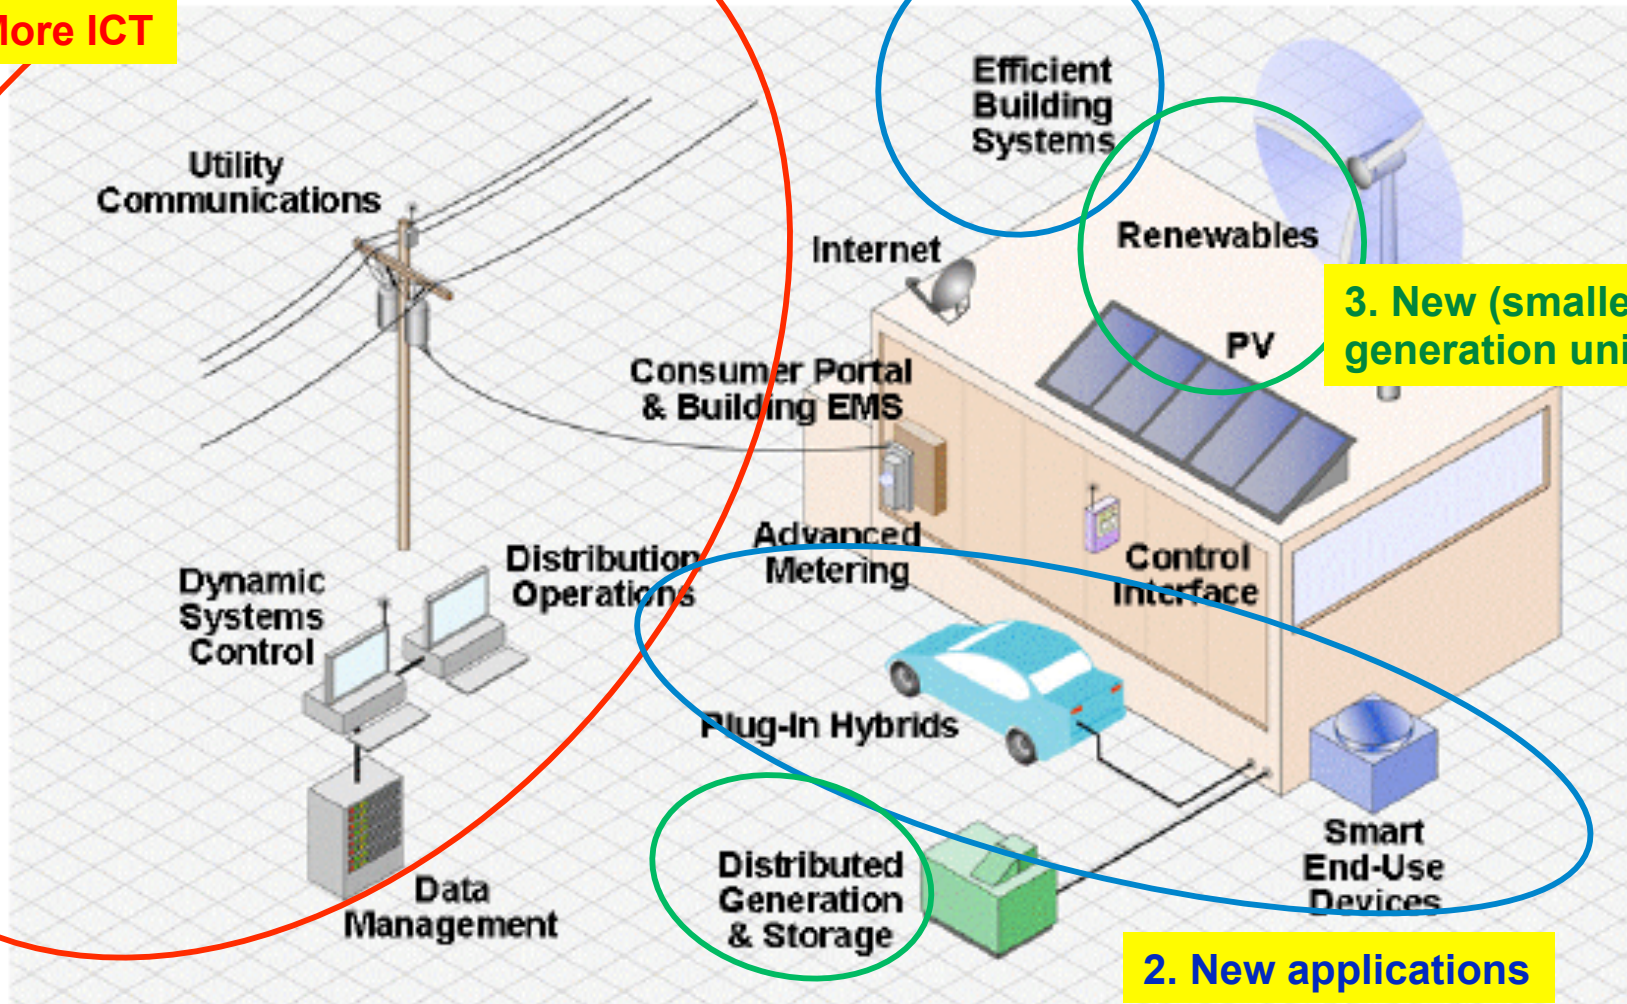 More ICT
Efficient
Building
Systems
Utility
Communications
Internet
Renewables
3. New (smalle
generation uni
PV
Consumer Portal
& Building EMS
Advanced
Metering
Control
Interface
Distribution
Operations
Dynamic
Systems
Control
Plug-In Hybrids
Smart
End-Use
Devices
Distributed
Generation
& Storage
Data
Management
2. New applications